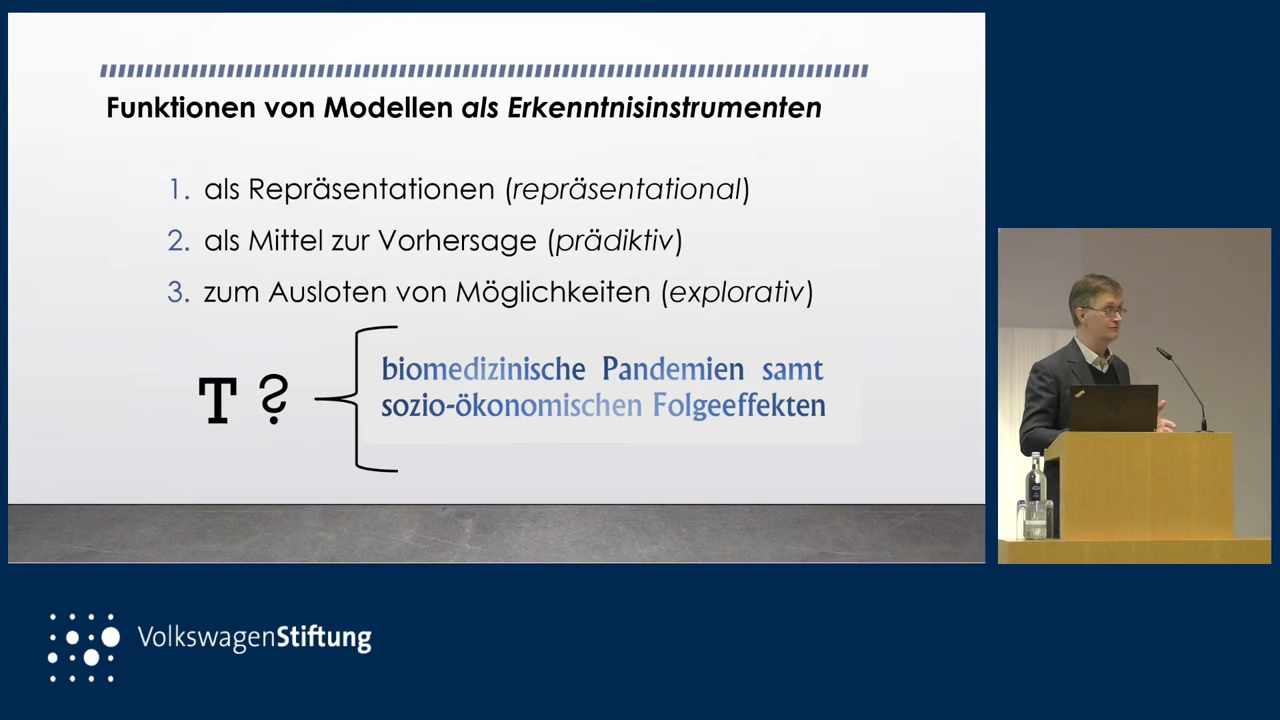 Funktionen von Modellen als Erkenntnisinstrumenten
1. als Repräsentationen (repräsentational)
2. als Mittel zur Vorhersage (prädiktiv)
3. zum Ausloten von Möglichkeiten (explorativ)
T ?
biomedizinische Pandemien samt
sozio-ökonomischen Folgeeffekten
VolkswagenStiftung